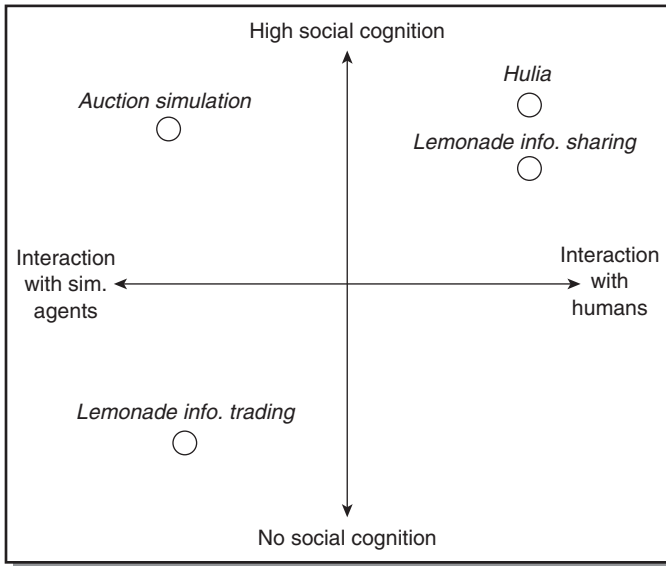 High social cognition
Hulia
Auction simulation
Lemonade info. sharing
Interaction
with sim.
agents
Interaction
with
humans
Lemonade info. trading
No social cognition